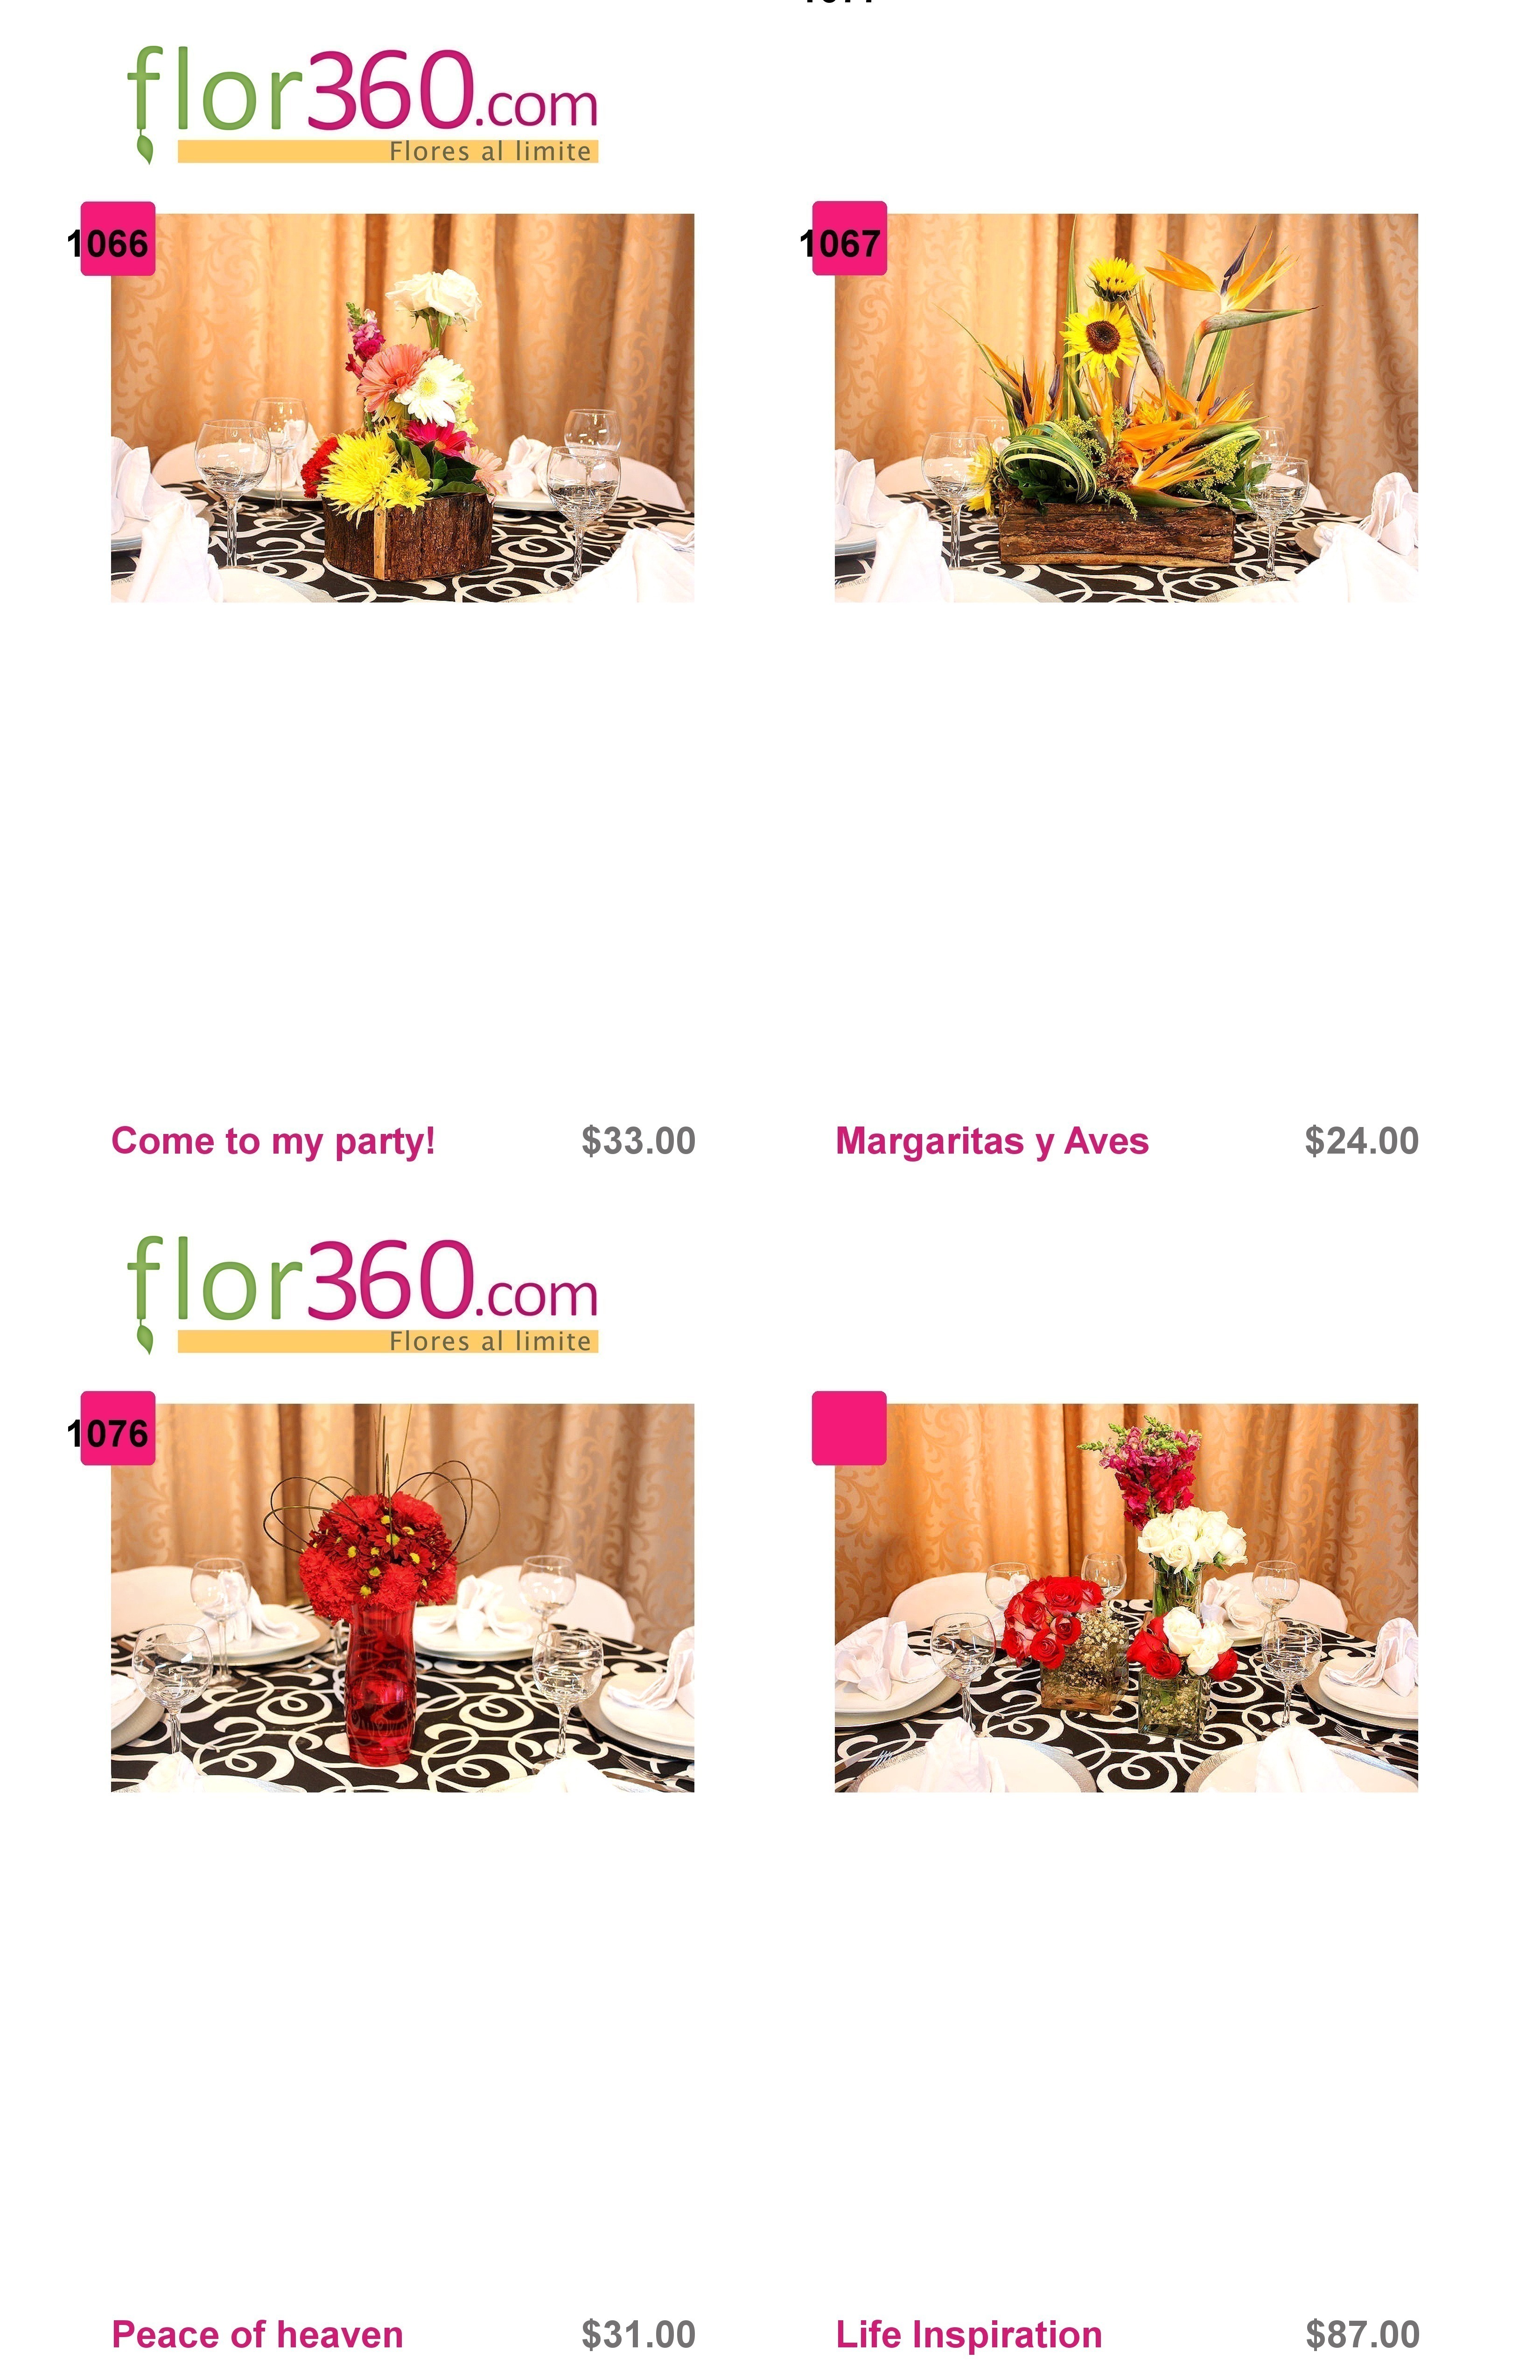 flor360.com
Flores al limite
1066
1067
Come to my party!
$33.00
Margaritas y Aves
$24.00
flor360.com
Flores al limite
1076
Peace of heaven
$31.00
Life Inspiration
$87.00